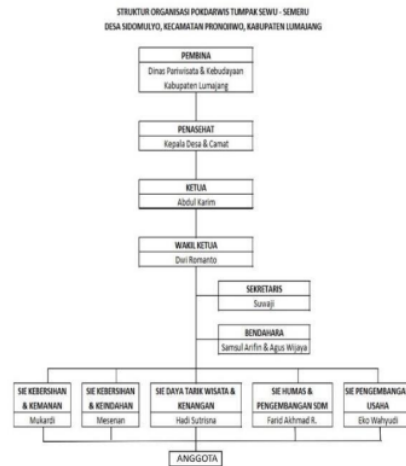 STRUKTUR ORGANISASI POKDARWIS TUMPAK SEWU - SEMERU
DESA SIDOMULYO, KECAMATAN PRONOJIWO, KABUPATEN LUMAJANG
PEMBINA
Dinas Pariwisata & Kebudayaan
Kabupaten Lumajang
PENASEHAT
Kepala Desa & Camat
KETUA
Abdul Karim
WAKIL KETUA
Dwi Romanto
SEKRETARIS
Suwaji
BENDAHARA
Samsul Arifin & Agus Wijaya
SIE KEBERSIHAN
& KEMANAN
Mukardi
SIE KEBERSIHAN
& KEINDAHAN
Mesenan
SIE DAYA TARIK WISATA &
KENANGAN
Hadi Sutrisna
SIE HUMAS &
PENGEMBANGAN SDM
Farid Akhmad R.
SIE PENGEMBANGA
USAHA
Eko Wahyudi
ANGGOTA